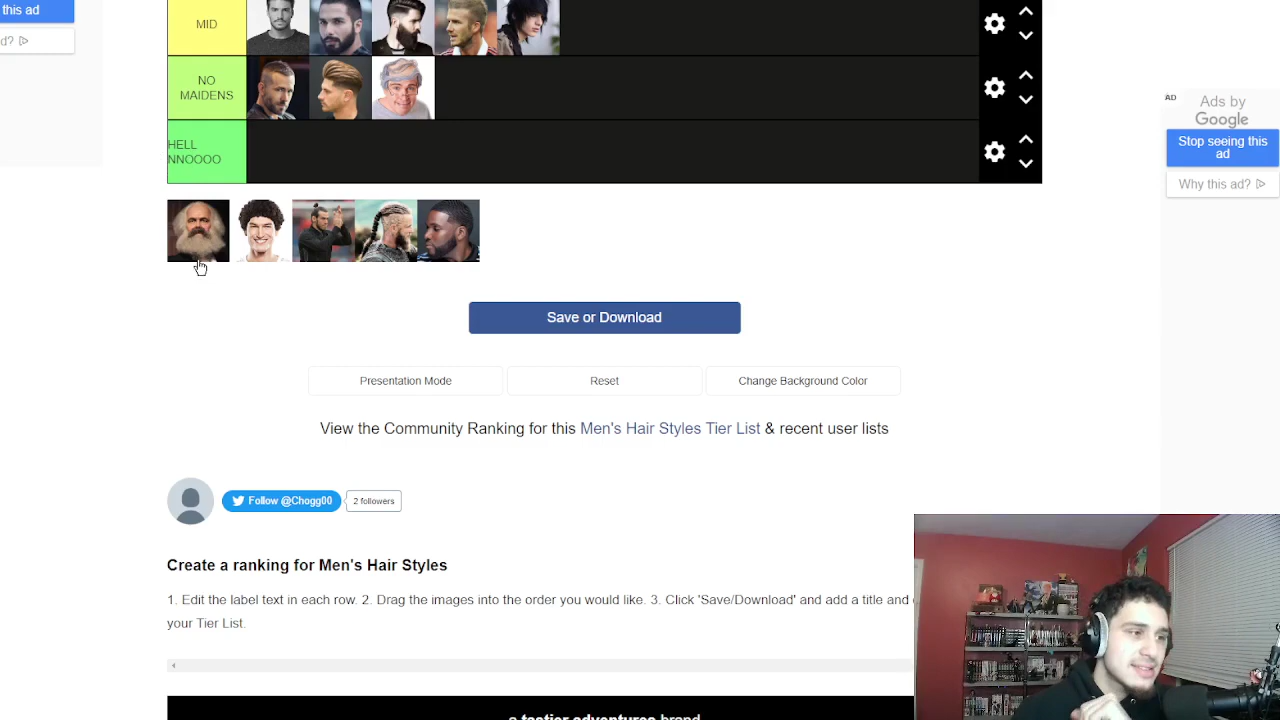 this ad
d?
MID
NO
MAIDENS
HELL
NNOOOO
AD
Ads by
Google
Stop seeing this
ad
Why this ad?
Save or Download
Presentation Mode
Reset
Change Background Color
View the Community Ranking for this Men's Hair Styles Tier List & recent user lists
Follow @Chogg00
2 followers
Create a ranking for Men's Hair Styles
1. Edit the label text in each row. 2. Drag the images into the order you would like. 3. Click 'Save/Download' and add a title and
your Tier List.
a tastier adventures brand